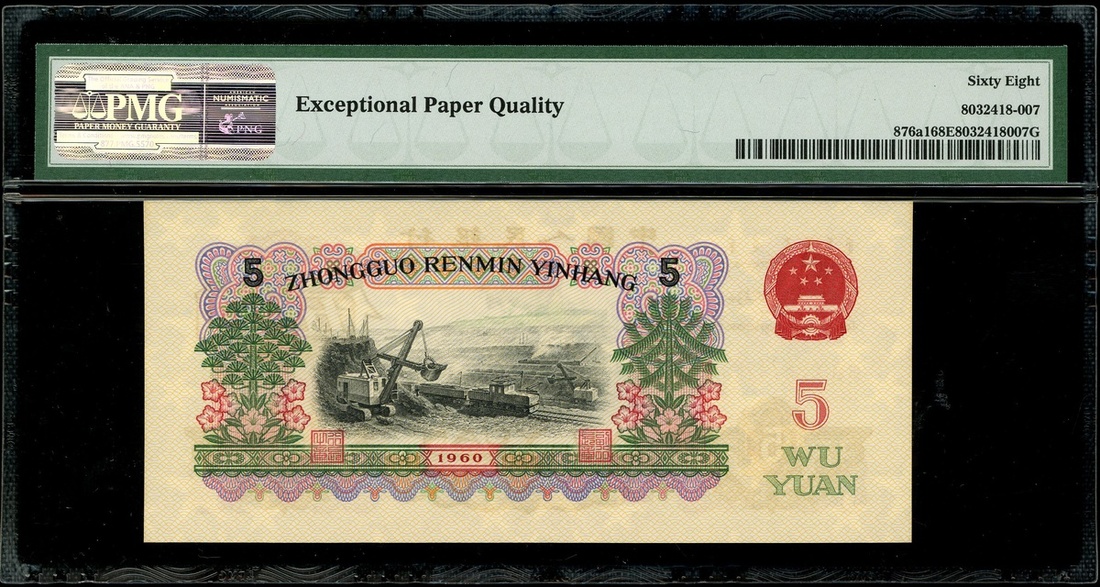 PMG
PAPER MONEY GUARANTY
NUMISMATIC
PNG
Exceptional Paper Quality
Sixty Eight
8032418-007
876a168E8032418007G
5
ZHONGGUO RENMIN YINHANG
5
5
1960
WU
YUAN